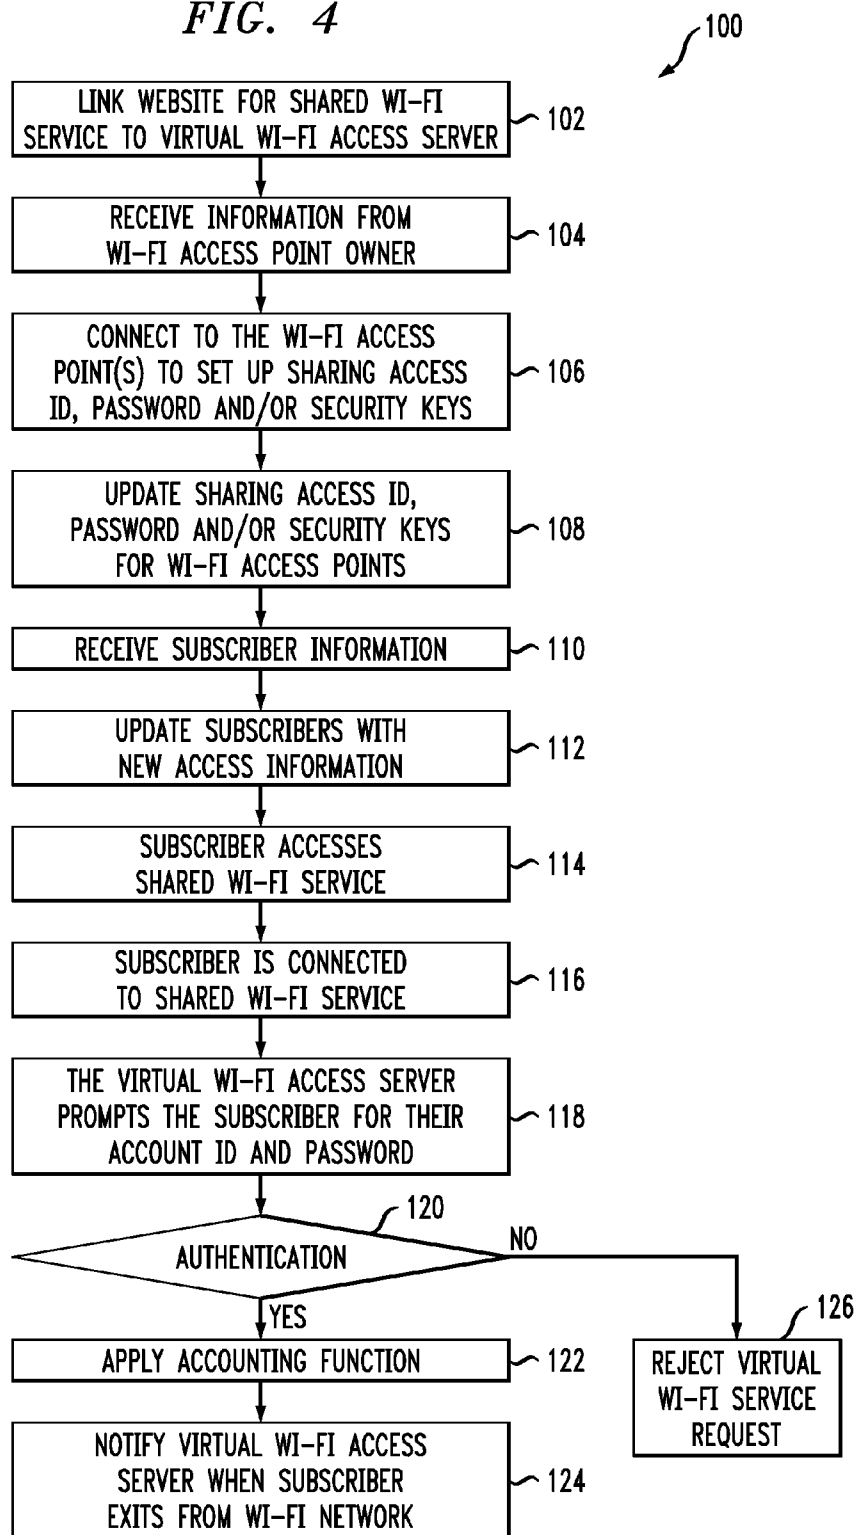 FIG. 4
100
LINK WEBSITE FOR SHARED WI-FI
SERVICE TO VIRTUAL WI-FI ACCESS SERVER
102
RECEIVE INFORMATION FROM
WI-FI ACCESS POINT OWNER
104
CONNECT TO THE WI-FI ACCESS
POINT(S) TO SET UP SHARING ACCESS
ID, PASSWORD AND/OR SECURITY KEYS
106
UPDATE SHARING ACCESS ID,
PASSWORD AND/OR SECURITY KEYS
FOR WI-FI ACCESS POINTS
108
RECEIVE SUBSCRIBER INFORMATION
110
UPDATE SUBSCRIBERS WITH
NEW ACCESS INFORMATION
112
SUBSCRIBER ACCESSES
SHARED WI-FI SERVICE
114
SUBSCRIBER IS CONNECTED
TO SHARED WI-FI SERVICE
116
THE VIRTUAL WI-FI ACCESS SERVER
PROMPTS THE SUBSCRIBER FOR THEIR
ACCOUNT ID AND PASSWORD
118
120
AUTHENTICATION
NO
YES
126
APPLY ACCOUNTING FUNCTION
122
REJECT VIRTUAL
WI-FI SERVICE
REQUEST
NOTIFY VIRTUAL WI-FI ACCESS
SERVER WHEN SUBSCRIBER
EXITS FROM WI-FI NETWORK
124